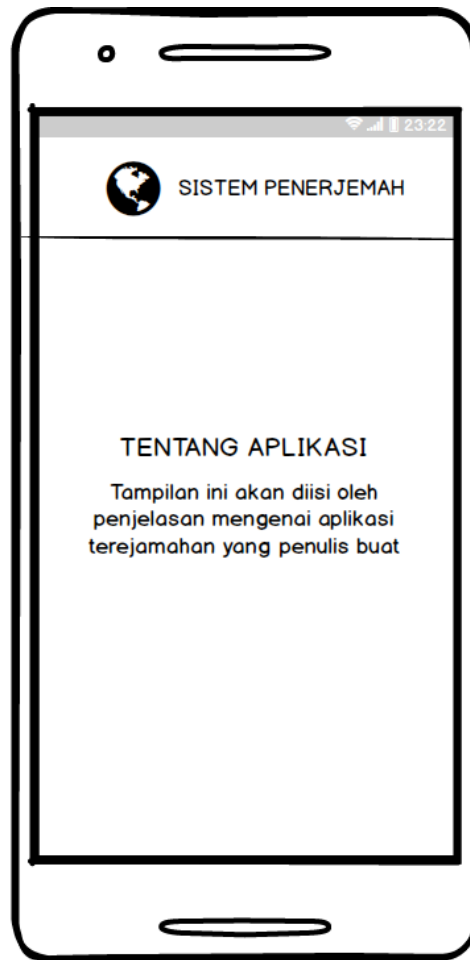 23:22
SISTEM PENERJEMAH
TENTANG APLIKASI
Tampilan ini akan diisi oleh
penjelasan mengenai aplikasi
terejamahan yang penulis buat